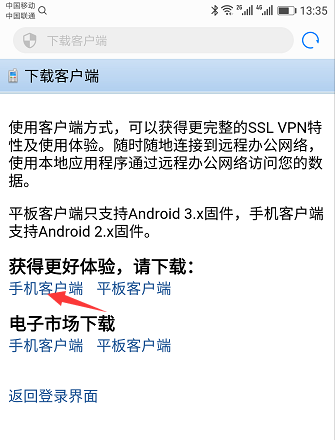 中国移动
中国联通
2G 4G 13:35
下载客户端
下载客户端
使用客户端方式，可以获得更完整的SSL VPN特
性及使用体验。随时随地连接到远程办公网络，
使用本地应用程序通过远程办公网络访问您的数
据。
平板客户端只支持Android 3.x固件，手机客户端
支持Android 2.x固件。
获得更好体验，请下载：
手机客户端 平板客户端
电子市场下载
手机客户端 平板客户端
返回登录界面